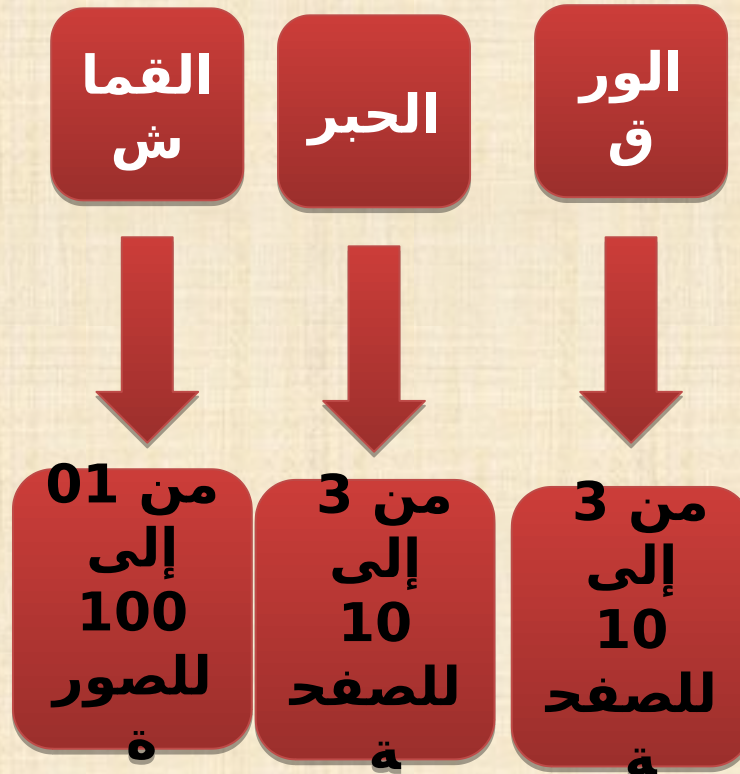 الور
ق
الحبر
القما
ش
من 3
إلى
10
للصفح
ة
من 3
إلى
10
للصفح
ة
من 01
إلى
100
للصور
ة